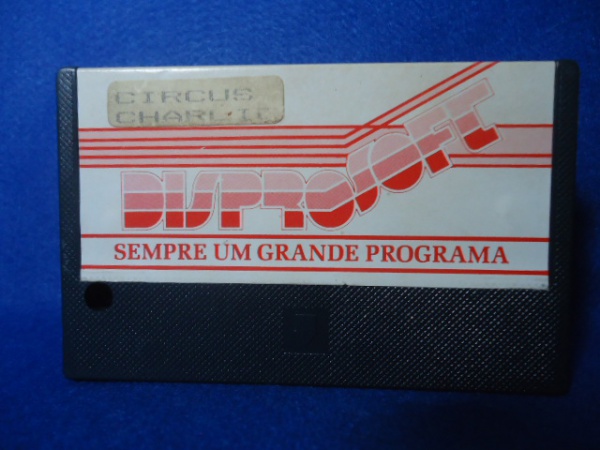 CIRCUS
CHARLIE
DISPROSOFT
SEMPRE UM GRANDE PROGRAMA